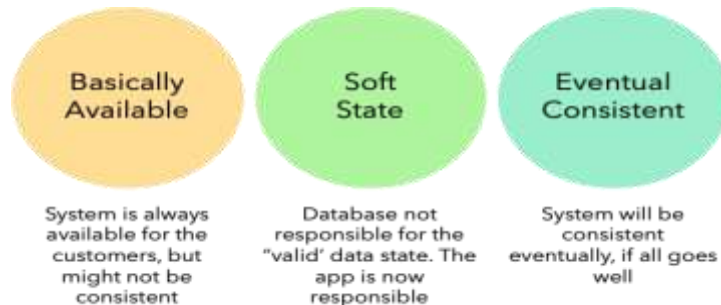 Basically
Available
Soft
State
Eventual
Consistent
System is always
available for the
customers, but
might not be
consistent
Database not
responsible for the
"valid' data state. The
app is now
responsible
System will be
consistent
eventually, if all goes
well